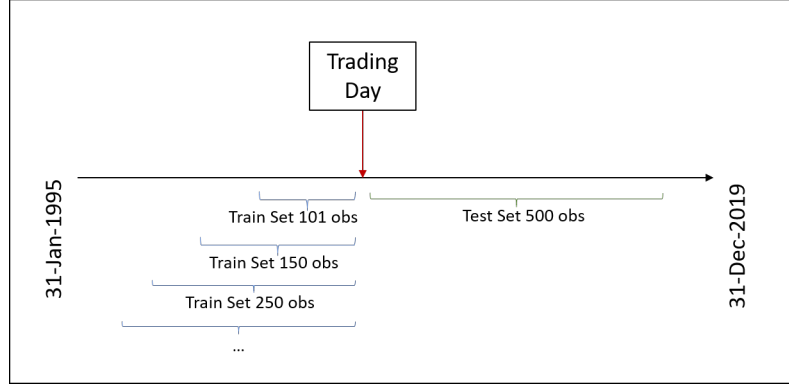 Trading
Day
31-Jan-1995
31-Dec-2019
Train Set 101 obs
Test Set 500 obs
Train Set 150 obs
Train Set 250 obs
...